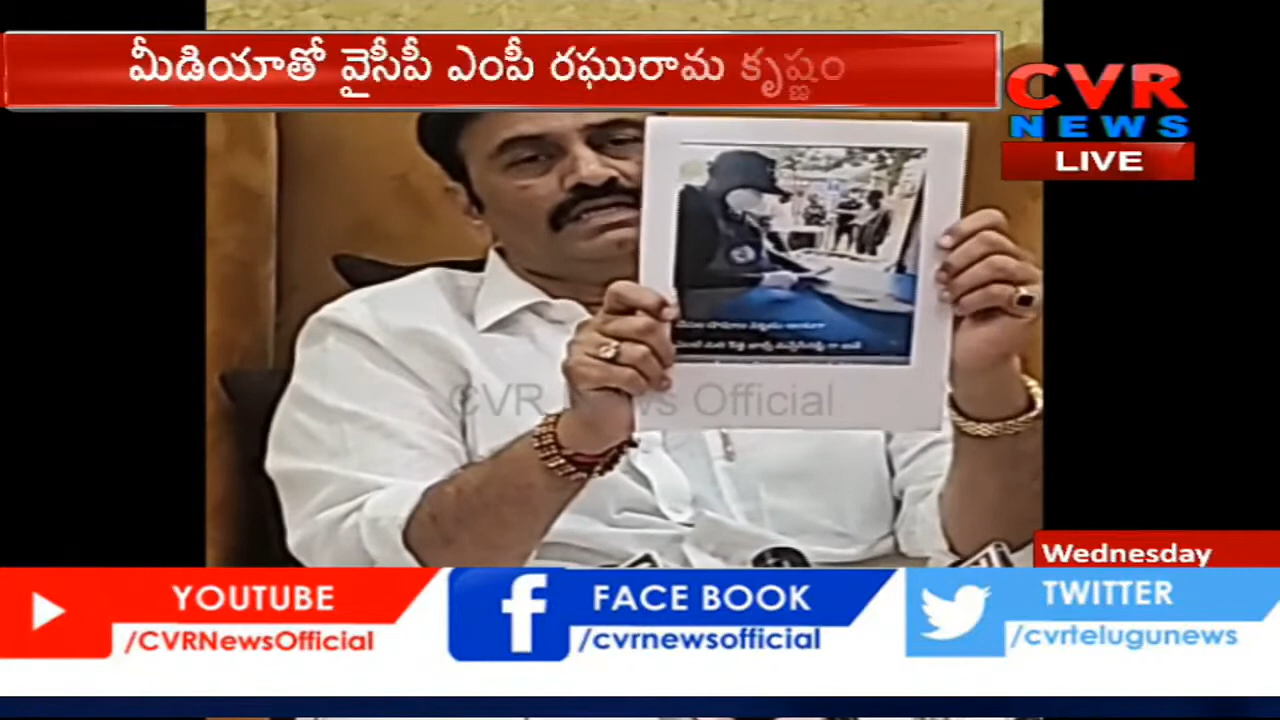 మీడియాతో వైసీపీ ఎంపీ రఘురామ కృష్ణం
CVR
NEWS
LIVE
CVR News Official
Wednesday
YOUTUBE
/CVRNewsOfficial
FACE BOOK
/cvrnewsofficial
TWITTER
/cvrtelugunews